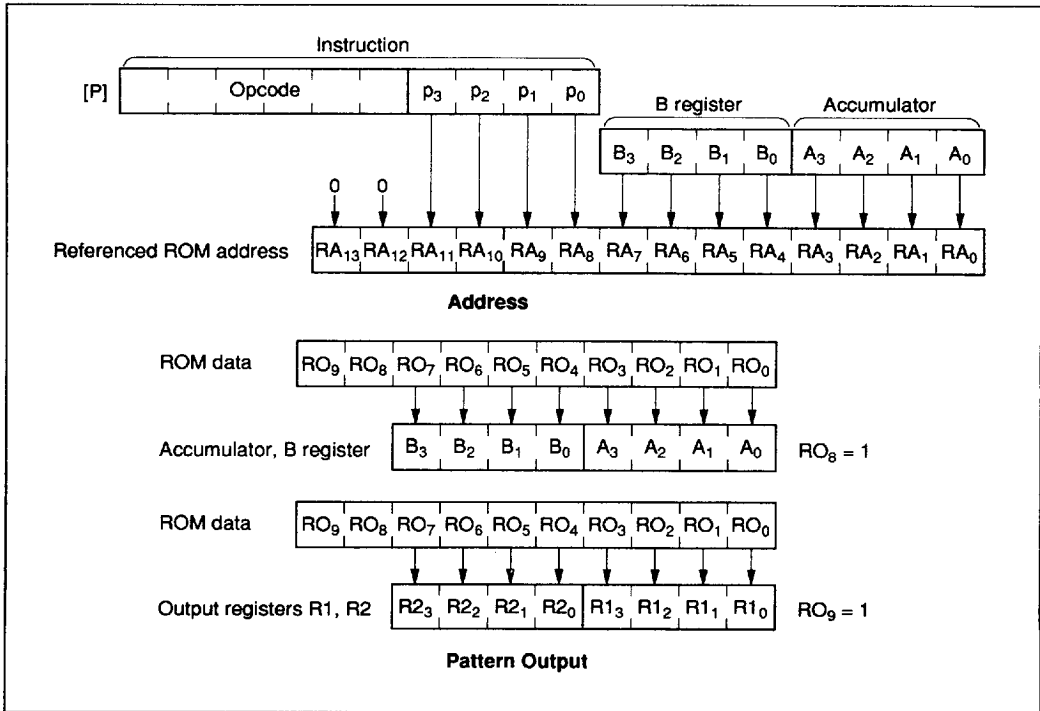 Instruction
[P] Opcode p3 p2 p1 p0
B register Accumulator
B3 B2 B1 B0 A3 A2 A1 A0
0 0
Referenced ROM address RA13 RA12 RA11 RA10 RA9 RA8 RA7 RA6 RA5 RA4 RA3 RA2 RA1 RA0
Address
ROM data RO9 RO8 RO7 RO6 RO5 RO4 RO3 RO2 RO1 RO0
Accumulator, B register B3 B2 B1 B0 A3 A2 A1 A0 RO8 = 1
ROM data RO9 RO8 RO7 RO6 RO5 RO4 RO3 RO2 RO1 RO0
Output registers R1, R2 R23 R22 R21 R20 R13 R12 R11 R10 RO9 = 1
Pattern Output